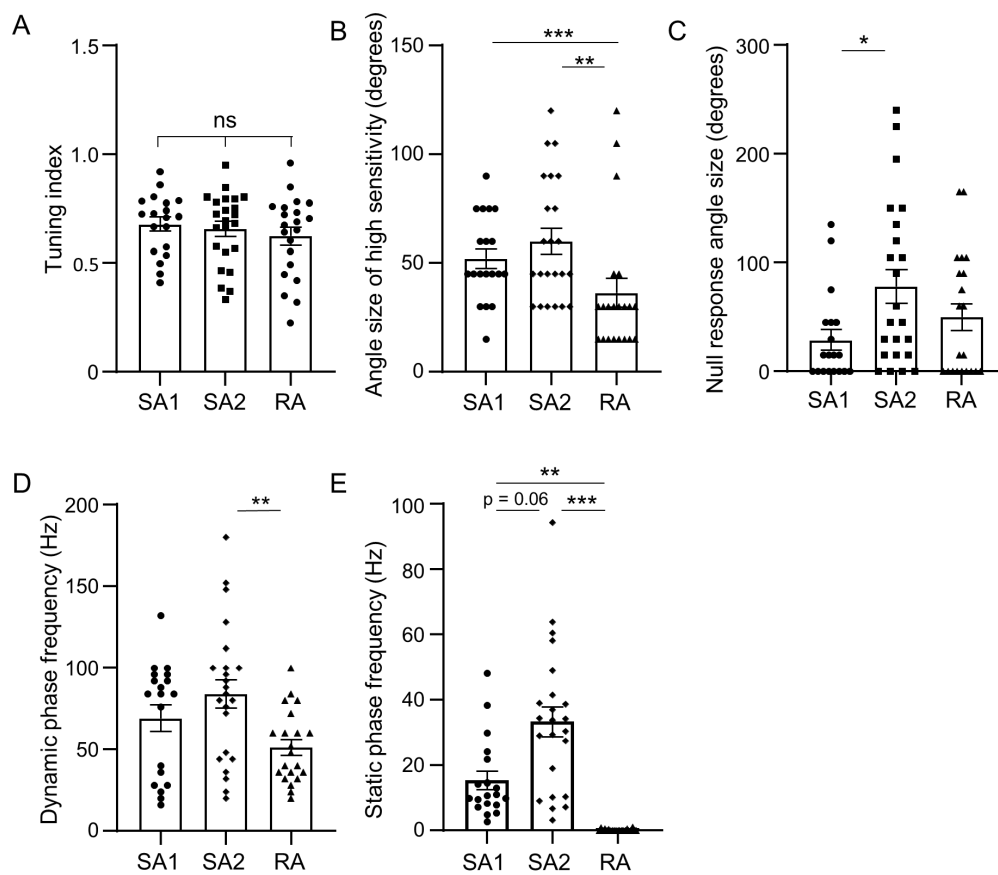 A
Tuning index
1.5
1.0
0.5
0
ns
SA1 SA2 RA
B
Angle size of high sensitivity (degrees)
150
100
50
0
***
**
SA1 SA2 RA
C
Null response angle size (degrees)
300
200
100
0
*
SA1 SA2 RA
D
Dynamic phase frequency (Hz)
200
150
100
50
0
**
SA1 SA2 RA
E
Static phase frequency (Hz)
100
80
60
40
20
0
**
p = 0.06 ***
SA1 SA2 RA